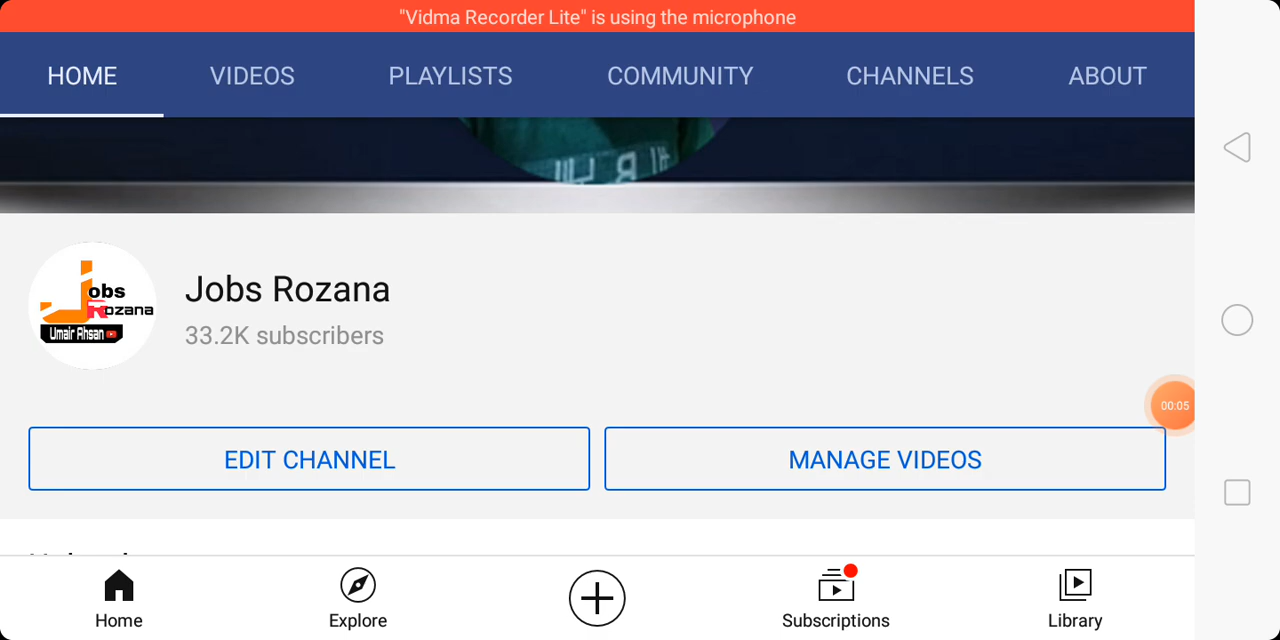 "Vidma Recorder Lite" is using the microphone
HOME VIDEOS PLAYLISTS COMMUNITY CHANNELS ABOUT
Jobs
Rozana
Umair Ahsan
Jobs Rozana
33.2K subscribers
00:05
EDIT CHANNEL MANAGE VIDEOS
Home Explore Subscriptions Library